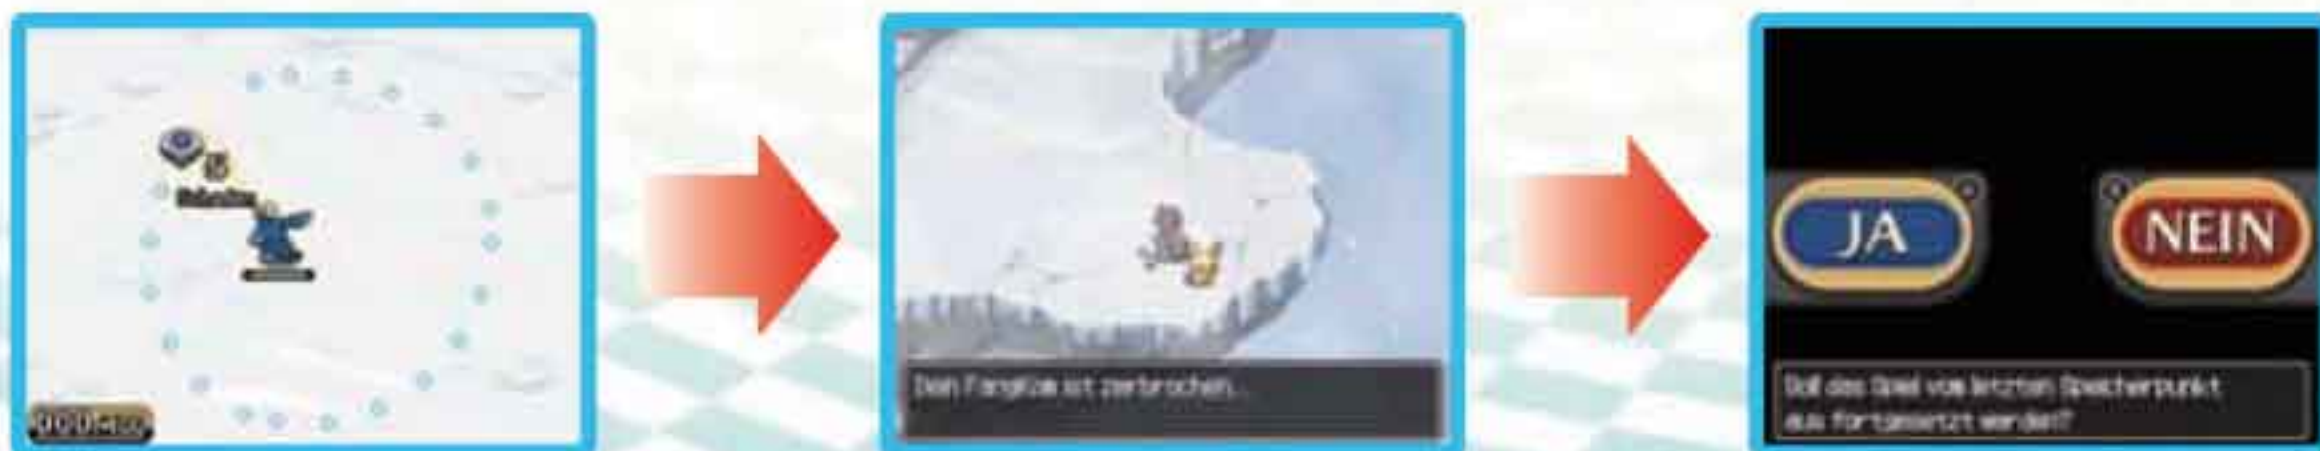 Dein FangKom ist zerbrochen...
JA
NEIN
Soll das Spiel vom letzten Speicherpunkt
aus fortgesetzt werden?